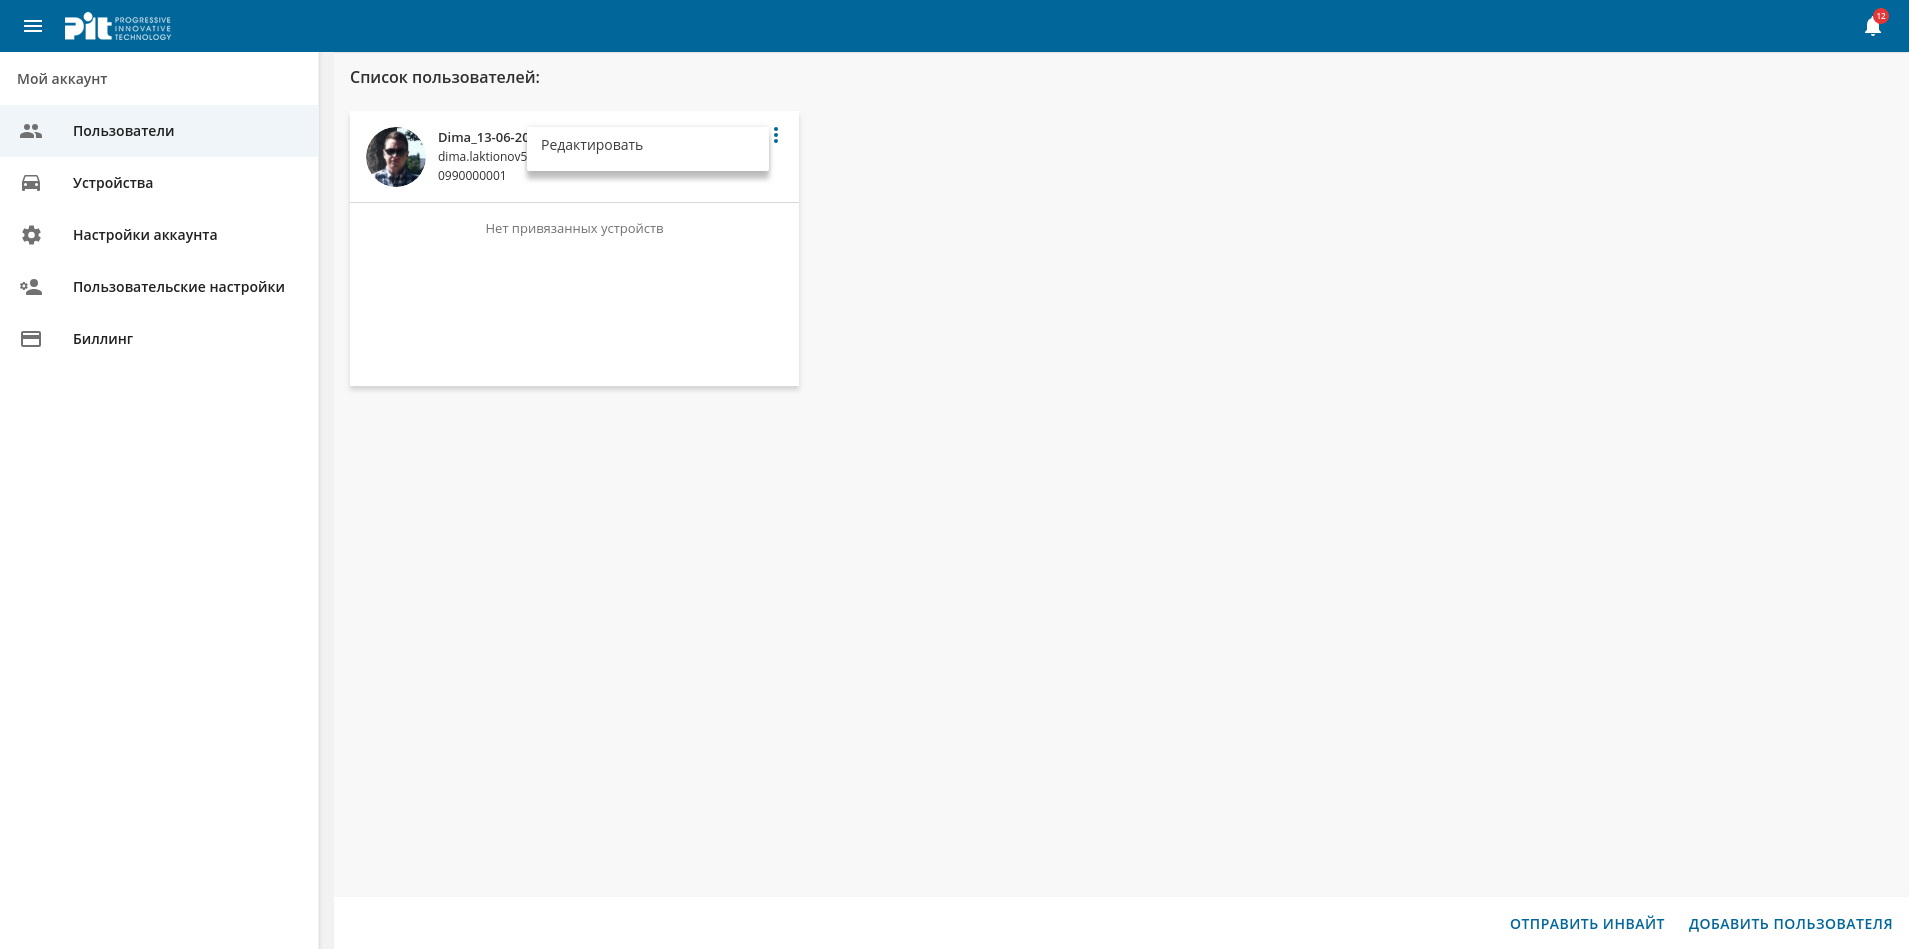 pit PROGRESSIVE
INNOVATIVE
TECHNOLOGY
12
Мой аккаунт
Пользователи
Устройства
Настройки аккаунта
Пользовательские настройки
Биллинг
Список пользователей:
Dima_13-06-20
dima.laktionov5
0990000001
Редактировать
Нет привязанных устройств
ОТПРАВИТЬ ИНВАЙТ ДОБАВИТЬ ПОЛЬЗОВАТЕЛЯ